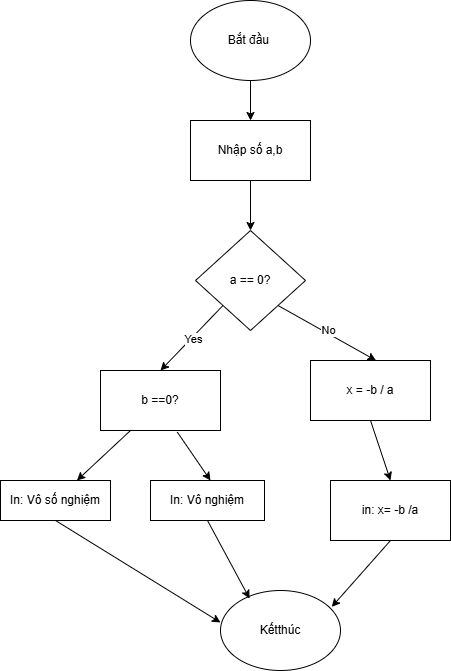 Bắt đầu
Nhập số a,b
a == 0?
Yes
No
b ==0?
x = -b / a
In: Vô số nghiệm
In: Vô nghiệm
in: x= -b /a
Kếtthúc